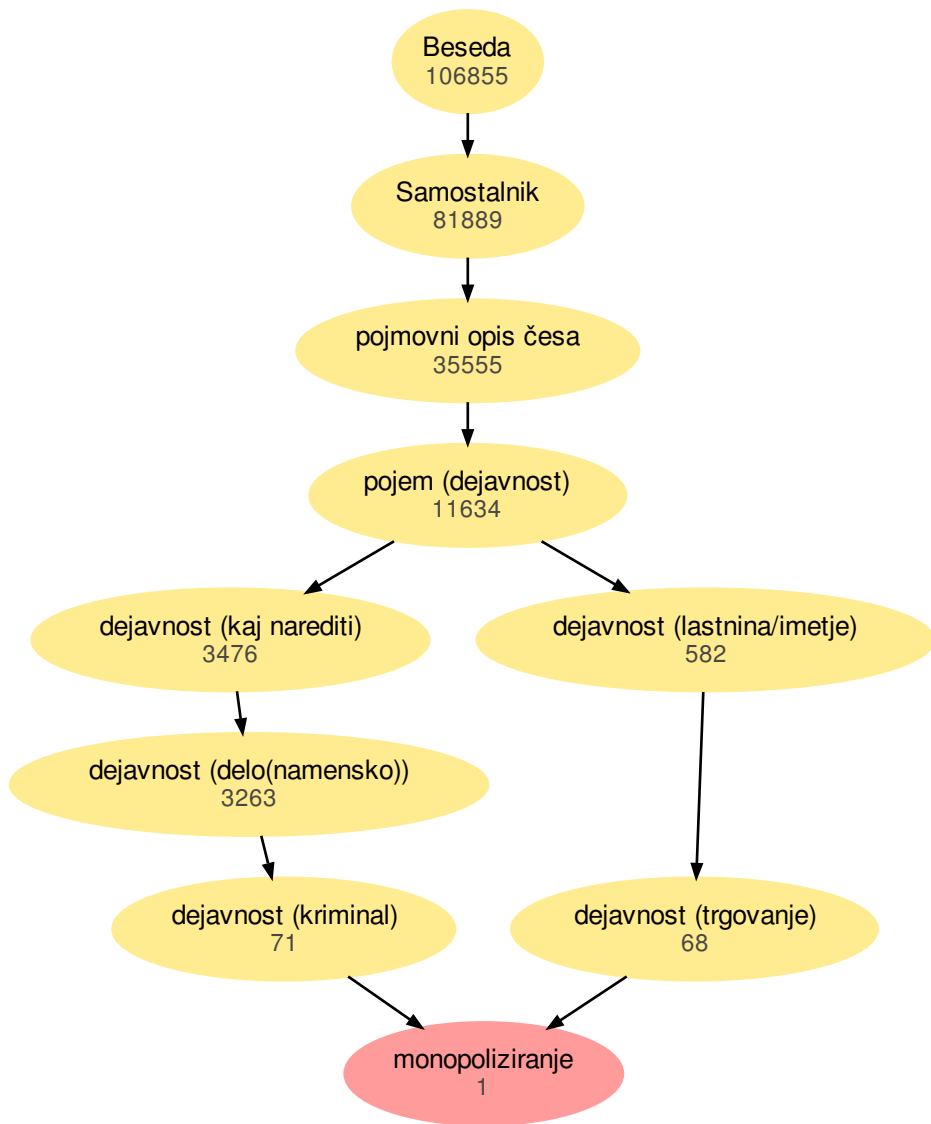 Beseda
106855
Samostalnik
81889
pojmovni opis česa
35555
pojem (dejavnost)
11634
dejavnost (kaj narediti)
3476
dejavnost (lastnina/imetje)
582
dejavnost (delo(namensko))
3263
dejavnost (kriminal)
71
dejavnost (trgovanje)
68
monopoliziranje
1